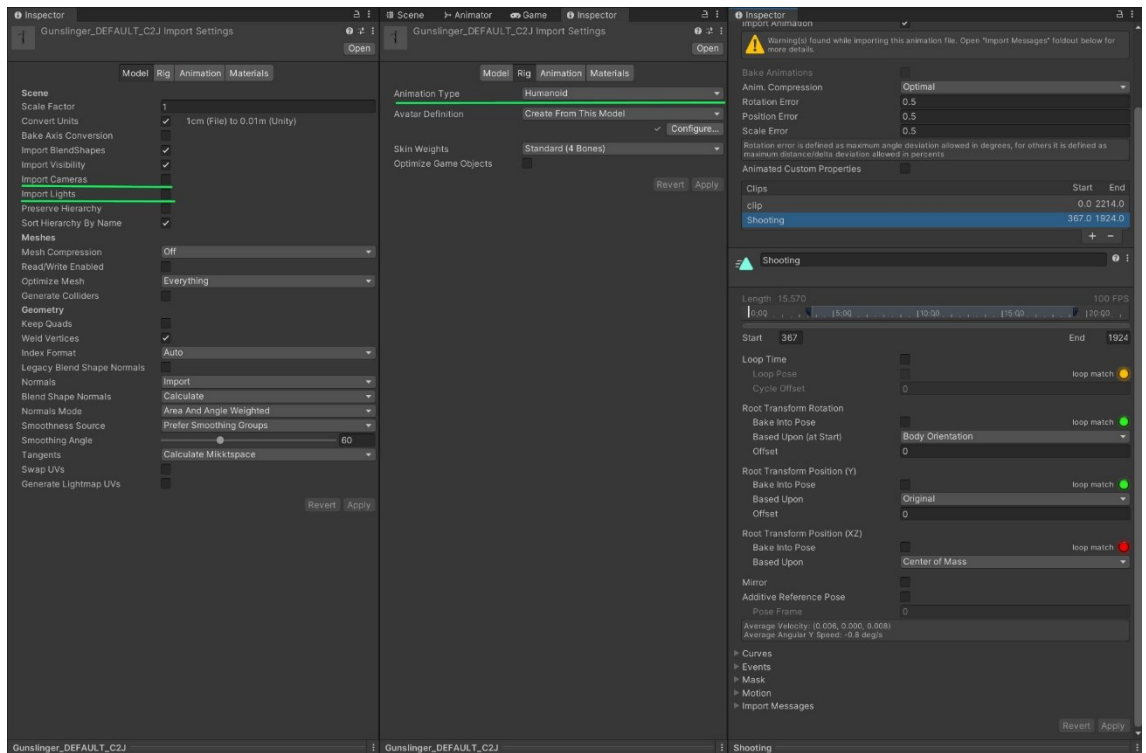 Inspector
Gunslinger_DEFAULT_C2J Import Settings
Open
Model Rig Animation Materials
Scene
Scale Factor 1
Convert Units 1cm (File) to 0.01m (Unity)
Bake Axis Conversion
Import BlendShapes
Import Visibility
Import Cameras
Import Lights
Preserve Hierarchy
Sort Hierarchy By Name
Meshes
Mesh Compression Off
Read/Write Enabled
Optimize Mesh Everything
Generate Colliders
Geometry
Keep Quads
Weld Vertices
Index Format Auto
Legacy Blend Shape Normals
Normals Import
Blend Shape Normals Calculate
Normals Mode Area And Angle Weighted
Smoothness Source Prefer Smoothing Groups
Smoothing Angle 60
Tangents Calculate Mikktspace
Swap UVs
Generate Lightmap UVs
Revert Apply
Gunslinger_DEFAULT_C2J
Scene Animator Game Inspector
Gunslinger_DEFAULT_C2J Import Settings
Open
Model Rig Animation Materials
Animation Type Humanoid
Avatar Definition Create From This Model
Configure...
Skin Weights Standard (4 Bones)
Optimize Game Objects
Revert Apply
Gunslinger_DEFAULT_C2J
Inspector
Import Animation
Warning(s) found while importing this animation file. Open "Import Messages" foldout below for
more details.
Bake Animations
Anim. Compression Optimal
Rotation Error 0.5
Position Error 0.5
Scale Error 0.5
Rotation error is defined as maximum angle deviation allowed in degrees, for others it is defined as
maximum distance/delta deviation allowed in percents
Animated Custom Properties
Clips Start End
clip 0.0 2214.0
Shooting 367.0 1924.0
+ -
Shooting
Length 15.570 100 FPS
0:00 5:00 10:00 15:00 20:00
Start 367 End 1924
Loop Time
Loop Pose loop match
Cycle Offset 0
Root Transform Rotation
Bake Into Pose loop match
Based Upon (at Start) Body Orientation
Offset 0
Root Transform Position (Y)
Bake Into Pose loop match
Based Upon Original
Offset 0
Root Transform Position (XZ)
Bake Into Pose loop match
Based Upon Center of Mass
Mirror
Additive Reference Pose
Pose Frame 0
Average Velocity: (0.006, 0.000, 0.008)
Average Angular Y Speed: -0.8 deg/s
Curves
Events
Mask
Motion
Import Messages
Revert Apply
Shooting